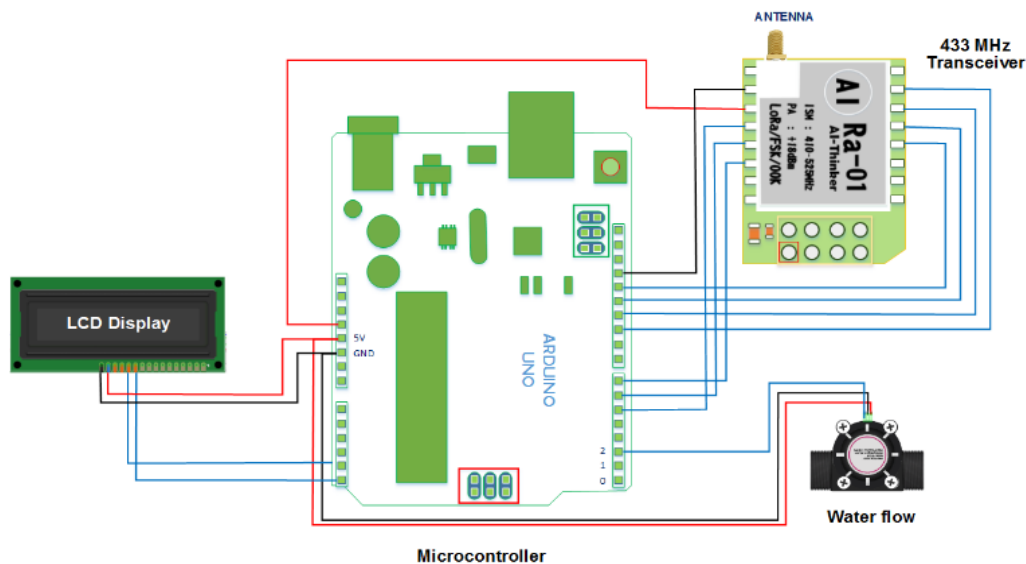 ANTENNA
433 MHz
Transceiver
AI
Ra-01
AI-Thinker
ISM : 410-525MHz
PA : +18dBm
LoRa/FSK/OOK
LCD Display
5V
GND
ARDUINO
UNO
2
1
0
Water flow
Microcontroller